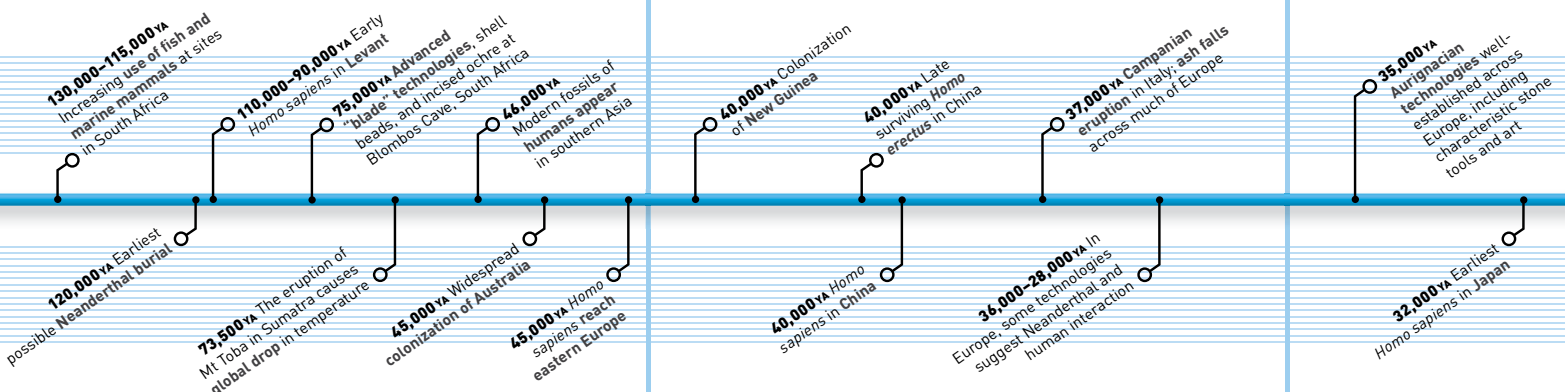 130,000–115,000YA
Increasing use of fish and
marine mammals at sites
in South Africa
120,000YA Earliest
possible Neanderthal burial
110,000–90,000YA Early
Homo sapiens in Levant
75,000YA Advanced
“blade” technologies, shell
beads, and incised ochre at
Blombos Cave, South Africa
73,500YA The eruption of
Mt Toba in Sumatra causes
global drop in temperature
46,000YA
Modern fossils of
humans appear
in southern Asia
45,000YA Widespread
colonization of Australia
45,000YA Homo
sapiens reach
eastern Europe
40,000YA Colonization
of New Guinea
40,000YA Late
surviving Homo
erectus in China
40,000YA Homo
sapiens in China
37,000YA Campanian
eruption in Italy; ash falls
across much of Europe
36,000–28,000YA In
Europe, some technologies
suggest Neanderthal and
human interaction
35,000YA
Aurignacian
technologies well-
established across
Europe, including
characteristic stone
tools and art
32,000YA Earliest
Homo sapiens in Japan